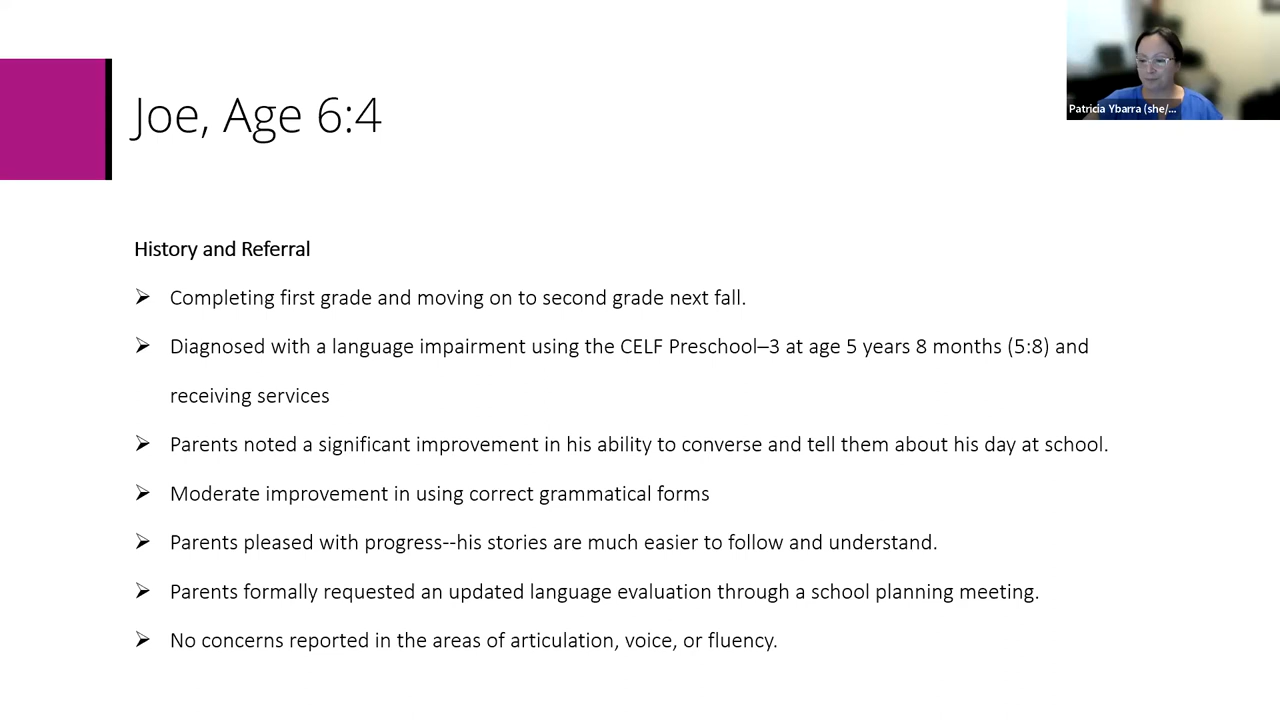 Joe, Age 6:4
Patricia Ybarra (she/...
History and Referral
➢ Completing first grade and moving on to second grade next fall.
➢ Diagnosed with a language impairment using the CELF Preschool–3 at age 5 years 8 months (5:8) and
receiving services
➢ Parents noted a significant improvement in his ability to converse and tell them about his day at school.
➢ Moderate improvement in using correct grammatical forms
➢ Parents pleased with progress--his stories are much easier to follow and understand.
➢ Parents formally requested an updated language evaluation through a school planning meeting.
➢ No concerns reported in the areas of articulation, voice, or fluency.